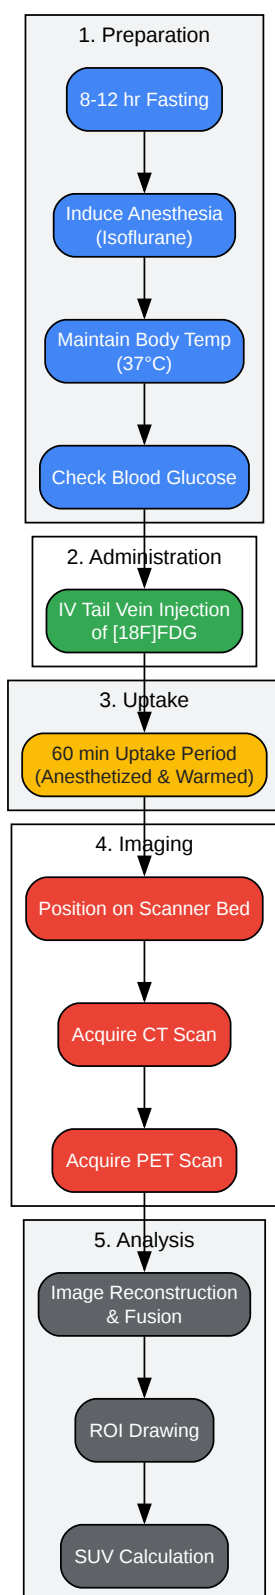 1. Preparation
8-12 hr Fasting
Induce Anesthesia
(Isoflurane)
Maintain Body Temp
(37°C)
Check Blood Glucose
2. Administration
IV Tail Vein Injection
of [18F]FDG
3. Uptake
60 min Uptake Period
(Anesthetized & Warmed)
4. Imaging
Position on Scanner Bed
Acquire CT Scan
Acquire PET Scan
5. Analysis
Image Reconstruction
& Fusion
ROI Drawing
SUV Calculation